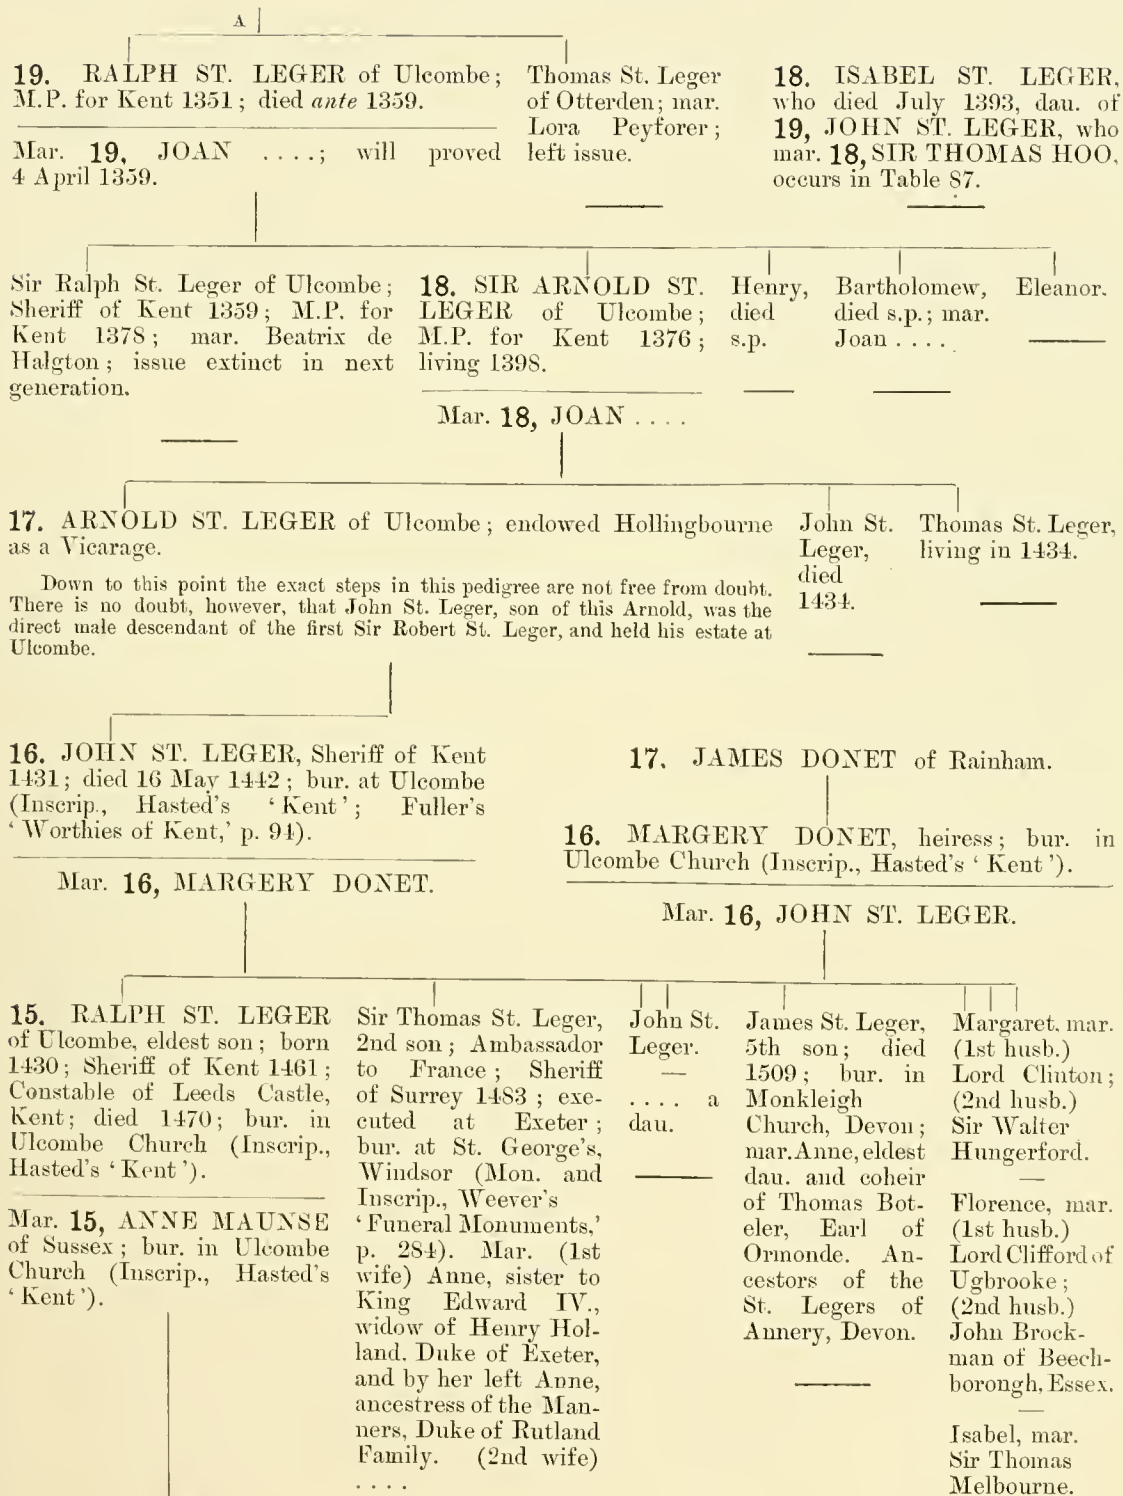 A
19. RALPH ST. LEGER of Ulcombe;
M.P. for Kent 1351; died ante 1359.
Mar. 19, JOAN ....; will proved
4 April 1359.
Thomas St. Leger
of Otterden; mar.
Lora Peyforer;
left issue.
18. ISABEL ST. LEGER,
who died July 1393, dau. of
19, JOHN ST. LEGER, who
mar. 18, SIR THOMAS HOO,
occurs in Table 87.
Sir Ralph St. Leger of Ulcombe;
Sheriff of Kent 1359; M.P. for
Kent 1378; mar. Beatrix de
Halgton; issue extinct in next
generation.
18. SIR ARNOLD ST.
LEGER of Ulcombe;
M.P. for Kent 1376;
living 1398.
Mar. 18, JOAN ....
Henry,
died
s.p.
Bartholomew,
died s.p.; mar.
Joan ....
Eleanor.
17. ARNOLD ST. LEGER of Ulcombe; endowed Hollingbourne
as a Vicarage.
Down to this point the exact steps in this pedigree are not free from doubt.
There is no doubt, however, that John St. Leger, son of this Arnold, was the
direct male descendant of the first Sir Robert St. Leger, and held his estate at
Ulcombe.
John St.
Leger,
died
1434.
Thomas St. Leger,
living in 1434.
16. JOHN ST. LEGER, Sheriff of Kent
1431; died 16 May 1442; bur. at Ulcombe
(Inscrip., Hasted's 'Kent'; Fuller's
'Worthies of Kent,' p. 94).
Mar. 16, MARGERY DONET.
17. JAMES DONET of Rainham.
16. MARGERY DONET, heiress; bur. in
Ulcombe Church (Inscrip., Hasted's 'Kent').
Mar. 16, JOHN ST. LEGER.
15. RALPH ST. LEGER
of Ulcombe, eldest son; born
1430; Sheriff of Kent 1461;
Constable of Leeds Castle,
Kent; died 1470; bur. in
Ulcombe Church (Inscrip.,
Hasted's 'Kent').
Mar. 15, ANNE MAUNSE
of Sussex; bur. in Ulcombe
Church (Inscrip., Hasted's
'Kent').
Sir Thomas St. Leger,
2nd son; Ambassador
to France; Sheriff
of Surrey 1483; exe-
cuted at Exeter;
bur. at St. George's,
Windsor (Mon. and
Inscrip., Weever's
'Funeral Monuments,'
p. 284). Mar. (1st
wife) Anne, sister to
King Edward IV.,
widow of Henry Hol-
land, Duke of Exeter,
and by her left Anne,
ancestress of the Man-
ners, Duke of Rutland
Family. (2nd wife)
....
John St.
Leger.
—
.... a
dau.
James St. Leger,
5th son; died
1509; bur. in
Monkleigh
Church, Devon;
mar. Anne, eldest
dau. and coheir
of Thomas Bot-
eler, Earl of
Ormonde. An-
cestors of the
St. Legers of
Annery, Devon.
Margaret, mar.
(1st husb.)
Lord Clinton;
(2nd husb.)
Sir Walter
Hungerford.
—
Florence, mar.
(1st husb.)
Lord Clifford of
Ugbrooke;
(2nd husb.)
John Brock-
man of Beech-
borongh, Essex.
—
Isabel, mar.
Sir Thomas
Melbourne.